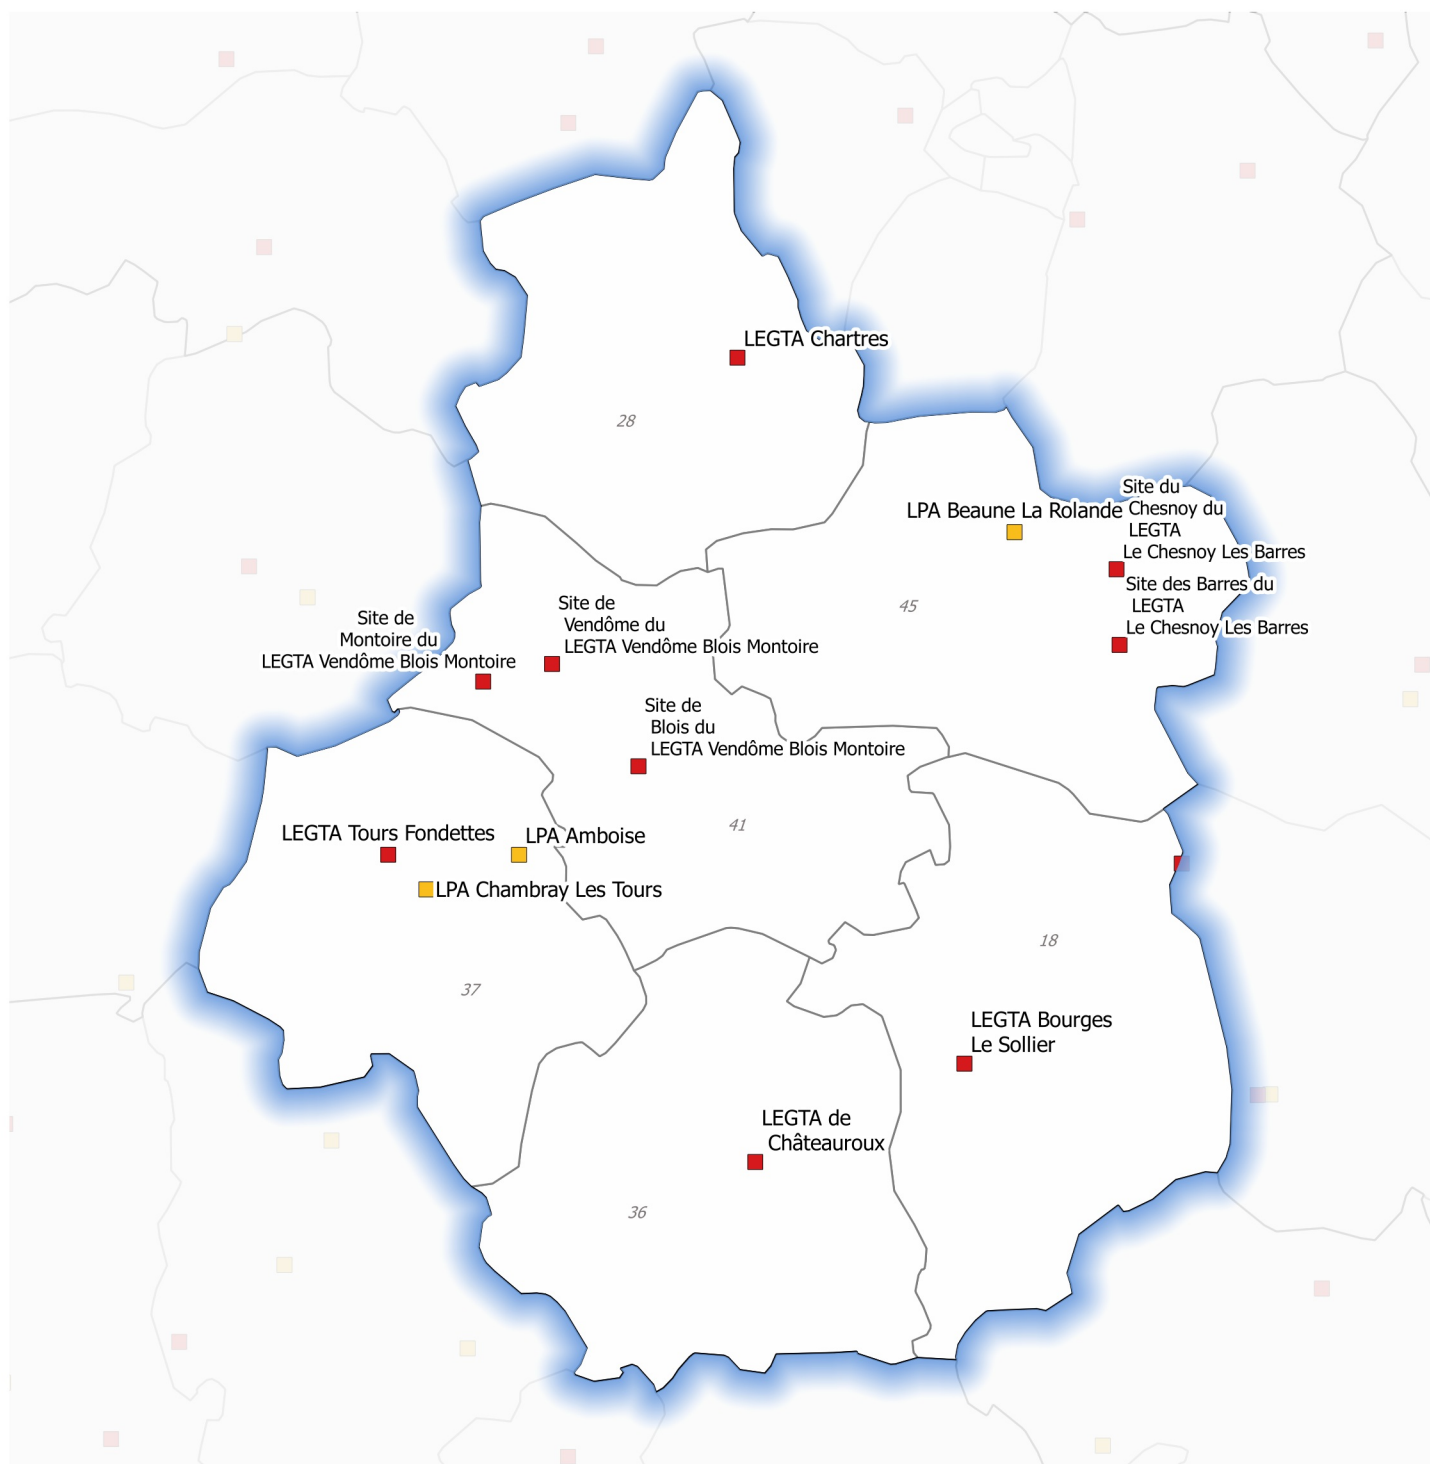 LEGTA Chartres
28
Site du
Chesnoy du
LEGTA
Le Chesnoy Les Barres
LPA Beaune La Rolande
Site des Barres du
LEGTA
Le Chesnoy Les Barres
45
Site de
Montoire du
LEGTA Vendôme Blois Montoire
Site de
Vendôme du
LEGTA Vendôme Blois Montoire
Site de
Blois du
LEGTA Vendôme Blois Montoire
41
LEGTA Tours Fondettes
LPA Amboise
LPA Chambray Les Tours
37
18
LEGTA Bourges
Le Sollier
LEGTA de
Châteauroux
36